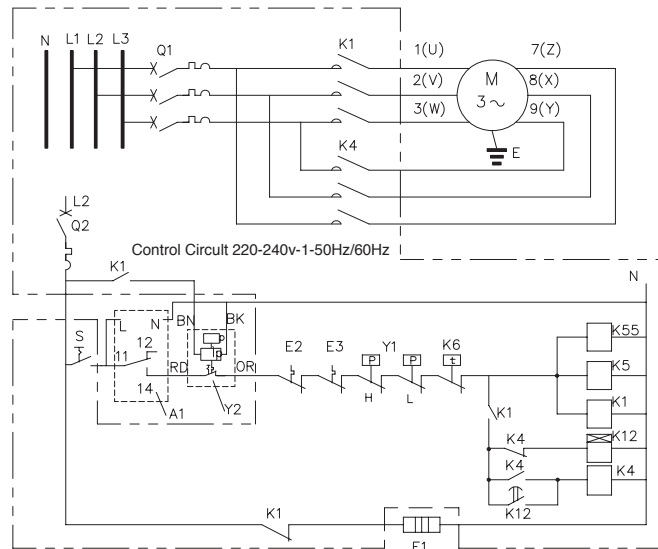 N L1 L2 L3 Q1 K1 1(U) 7(Z)
2(V) M 8(X)
3(W) 3~ 9(Y)
K4 E
L2
Q2
Control Circuit 220-240v-1-50Hz/60Hz
K1 N
S L N BN BK K55
11 12 RD OR E2 E3 Y1 K6 K5
P P t
14 H L
A1 Y2 K1 K1
K4 K12
K4 K4
K12
K1
E1